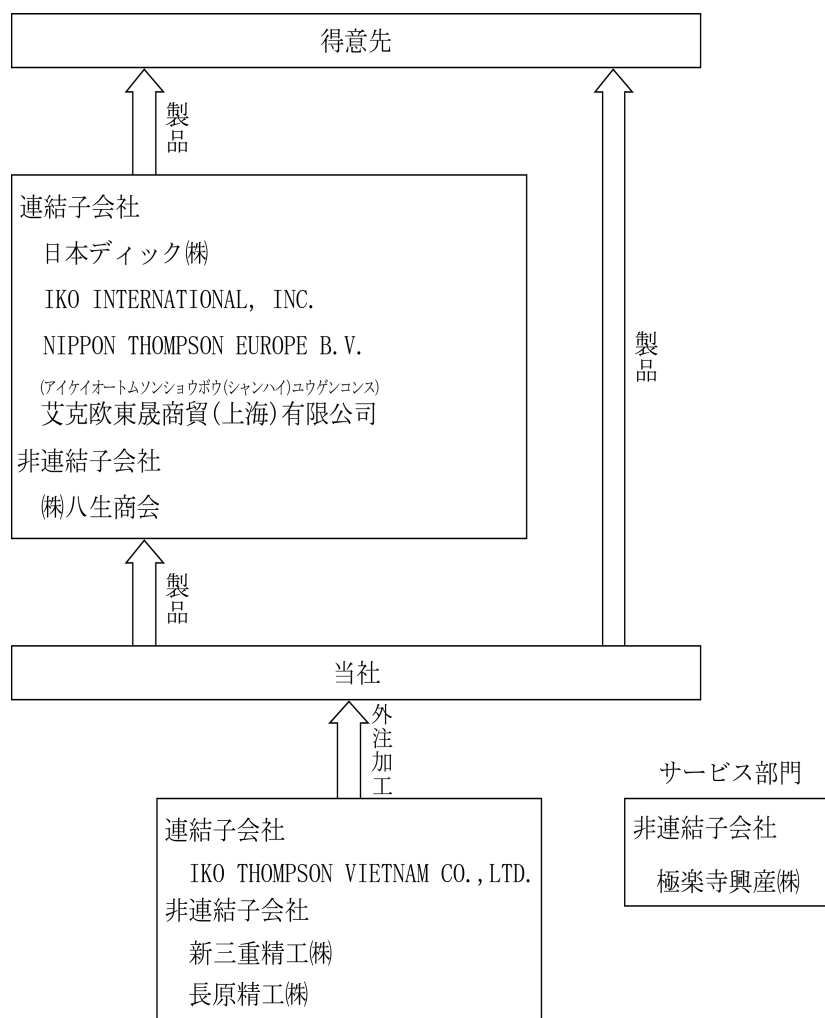 得意先
製品
製品
連結子会社
日本ディック㈱
IKO INTERNATIONAL, INC.
NIPPON THOMPSON EUROPE B.V.
(アイケイオートムソンショウボウ(シャンハイ)ユウゲンコンス)
艾克欧東晟商貿(上海)有限公司
非連結子会社
㈱八生商会
製品
当社
外注加工
連結子会社
IKO THOMPSON VIETNAM CO.,LTD.
非連結子会社
新三重精工㈱
長原精工㈱
サービス部門
非連結子会社
極楽寺興産㈱